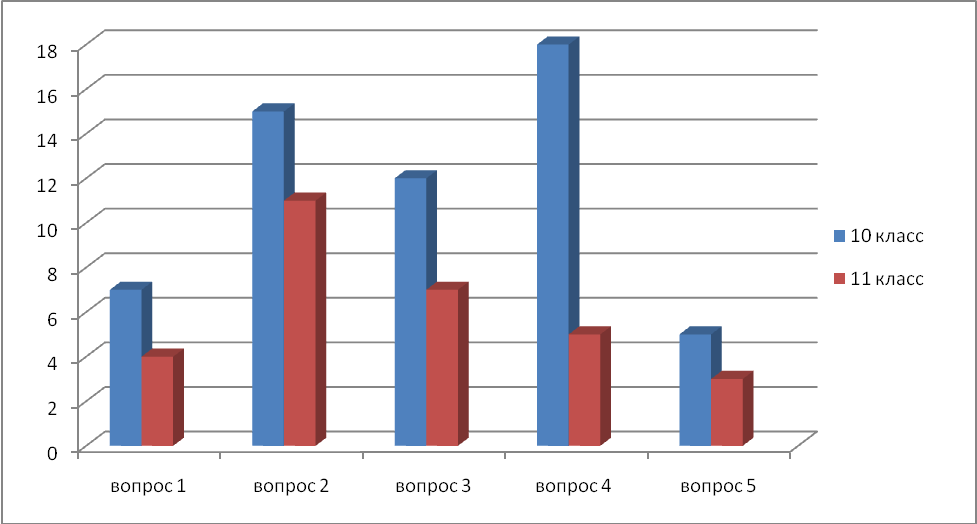 18
16
14
12
10
8
6
4
2
0
вопрос 1
вопрос 2
вопрос 3
вопрос 4
вопрос 5
10 класс
11 класс